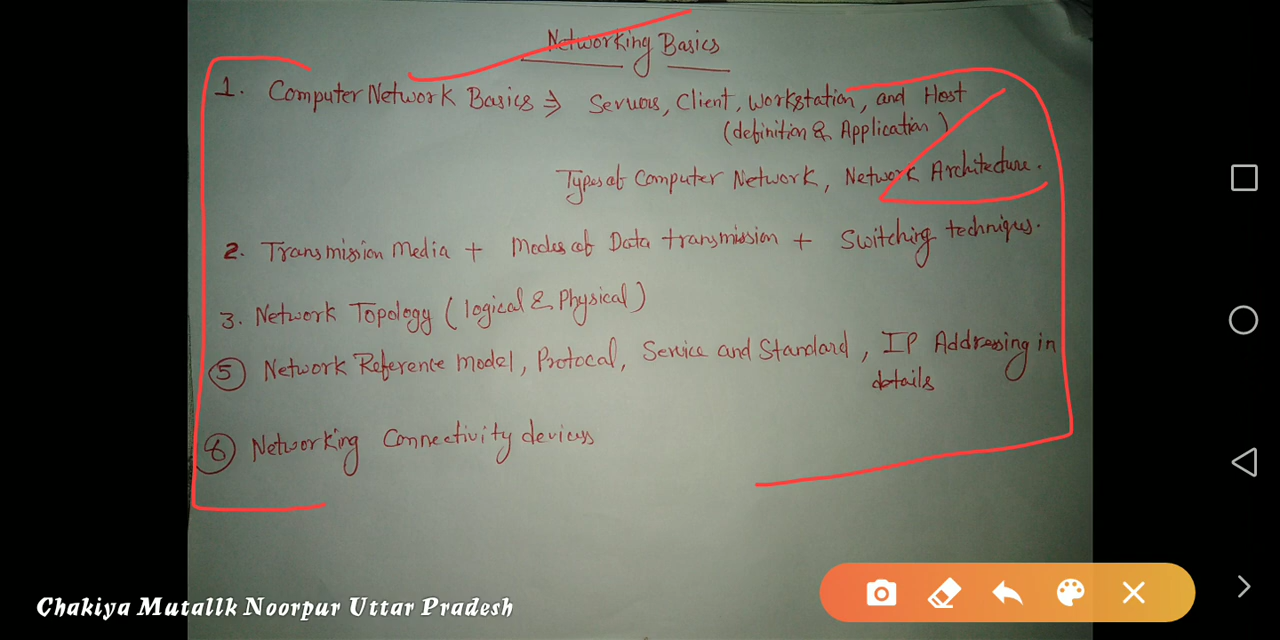 Networking Basics
1. Computer Network Basics ⇒ Servers, Client, Workstation, and Host
(definition & Application)
Types of Computer Network, Network Architecture.
2. Transmission Media + Modes of Data transmission + Switching techniques.
3. Network Topology (logical & Physical)
5 Network Reference model, Protocal, Service and Standard, IP Addressing in
details
6 Networking Connectivity devices
Chakiya Mutallk Noorpur Uttar Pradesh